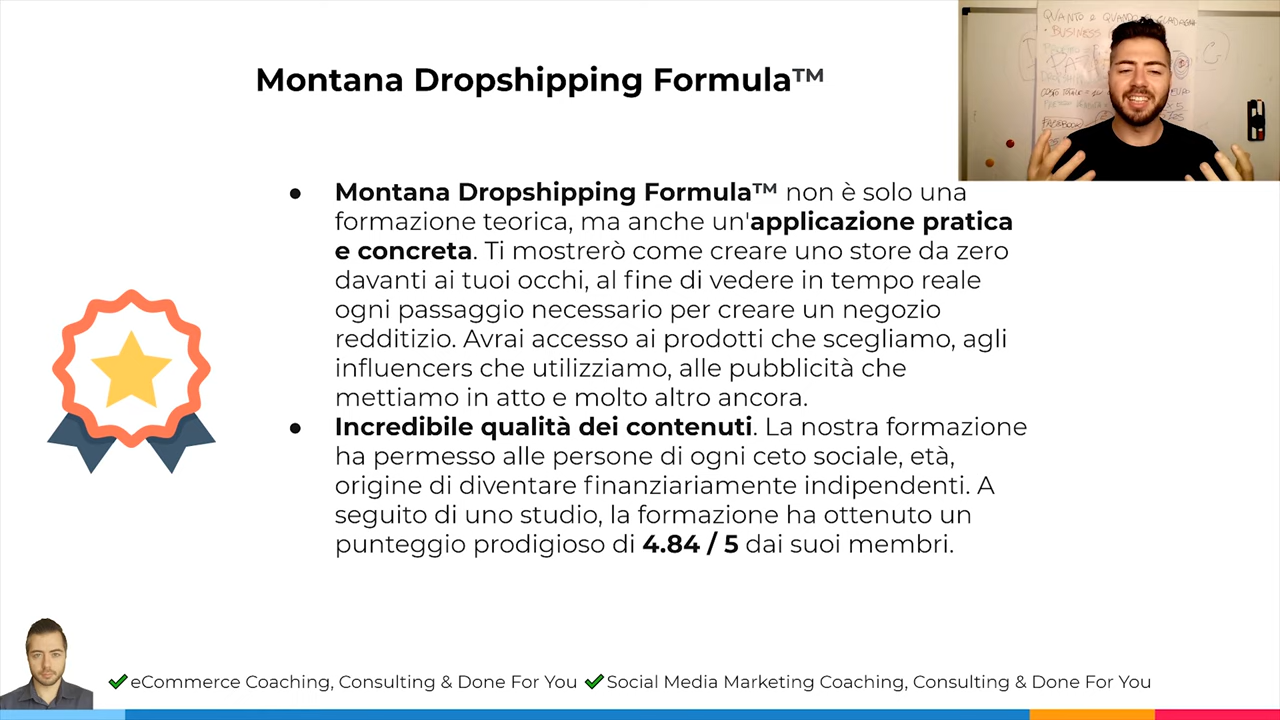 Montana Dropshipping Formula™
QUANTO
BUSINESS
● Montana Dropshipping Formula™ non è solo una
formazione teorica, ma anche un'applicazione pratica
e concreta. Ti mostrerò come creare uno store da zero
davanti ai tuoi occhi, al fine di vedere in tempo reale
ogni passaggio necessario per creare un negozio
redditizio. Avrai accesso ai prodotti che scegliamo, agli
influencers che utilizziamo, alle pubblicità che
mettiamo in atto e molto altro ancora.
● Incredibile qualità dei contenuti. La nostra formazione
ha permesso alle persone di ogni ceto sociale, età,
origine di diventare finanziariamente indipendenti. A
seguito di uno studio, la formazione ha ottenuto un
punteggio prodigioso di 4.84 / 5 dai suoi membri.
eCommerce Coaching, Consulting & Done For You Social Media Marketing Coaching, Consulting & Done For You